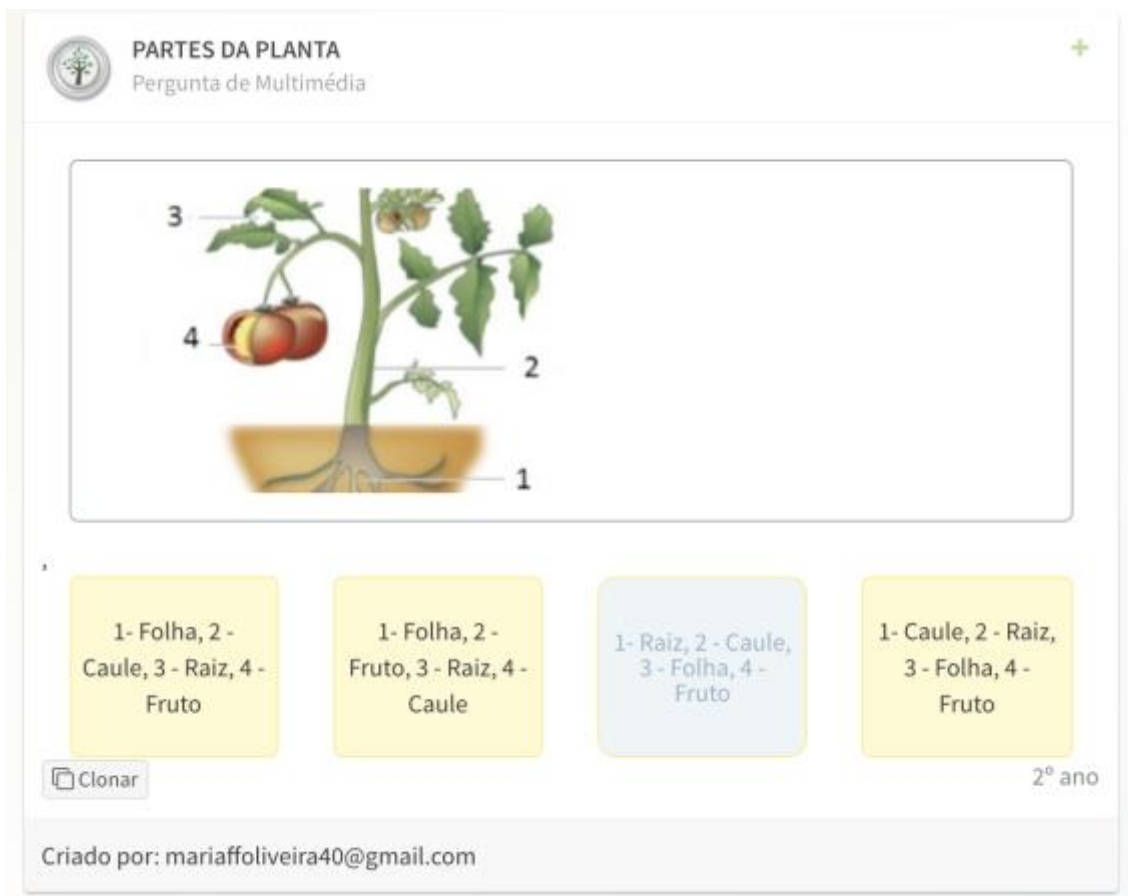 PARTES DA PLANTA
Pergunta de Multimédia
+
3
4
2
1
,
1- Folha, 2 -
Caule, 3 - Raiz, 4 -
Fruto
1- Folha, 2 -
Fruto, 3 - Raiz, 4 -
Caule
1- Raiz, 2 - Caule,
3 - Folha, 4 -
Fruto
1- Caule, 2 - Raiz,
3 - Folha, 4 -
Fruto
Clonar
2º ano
Criado por: mariaffoliveira40@gmail.com